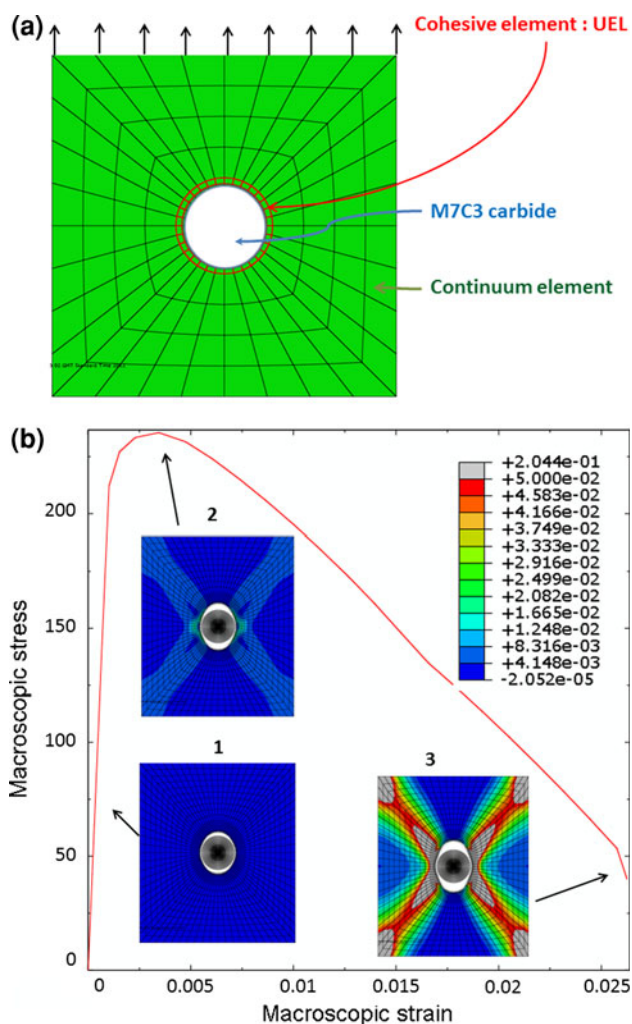 (a)
Cohesive element : UEL
M7C3 carbide
Continuum element
(b)
Macroscopic stress
200
150
100
50
0
2
1
3
+2.044e-01
+5.000e-02
+4.583e-02
+4.166e-02
+3.749e-02
+3.333e-02
+2.916e-02
+2.499e-02
+2.082e-02
+1.665e-02
+1.248e-02
+8.316e-03
+4.148e-03
-2.052e-05
0 0.005 0.01 0.015 0.02 0.025
Macroscopic strain